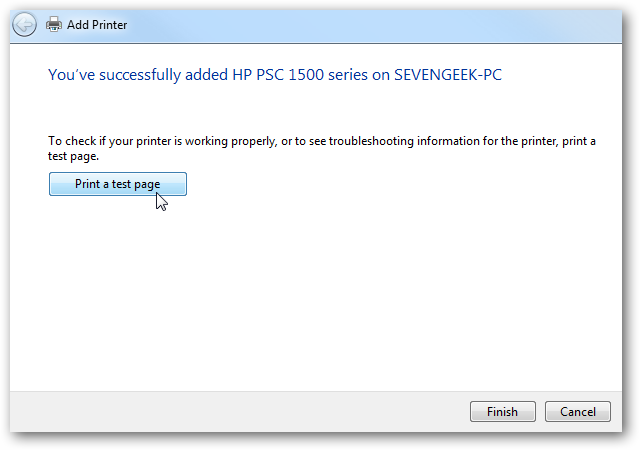 Add Printer
You've successfully added HP PSC 1500 series on SEVENGEEK-PC
To check if your printer is working properly, or to see troubleshooting information for the printer, print a
test page.
Print a test page
Finish
Cancel